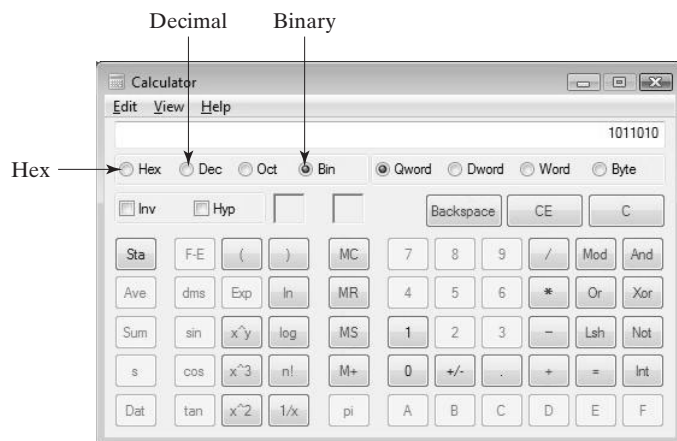 Decimal Binary
Calculator
Edit View Help
1011010
Hex
Hex Dec Oct Bin Qword Dword Word Byte
Inv Hyp Backspace CE C
Sta F-E ( ) MC 7 8 9 / Mod And
Ave dms Exp ln MR 4 5 6 * Or Xor
Sum sin x^y log MS 1 2 3 - Lsh Not
s cos x^3 n! M+ 0 +/- . + = Int
Dat tan x^2 1/x pi A B C D E F